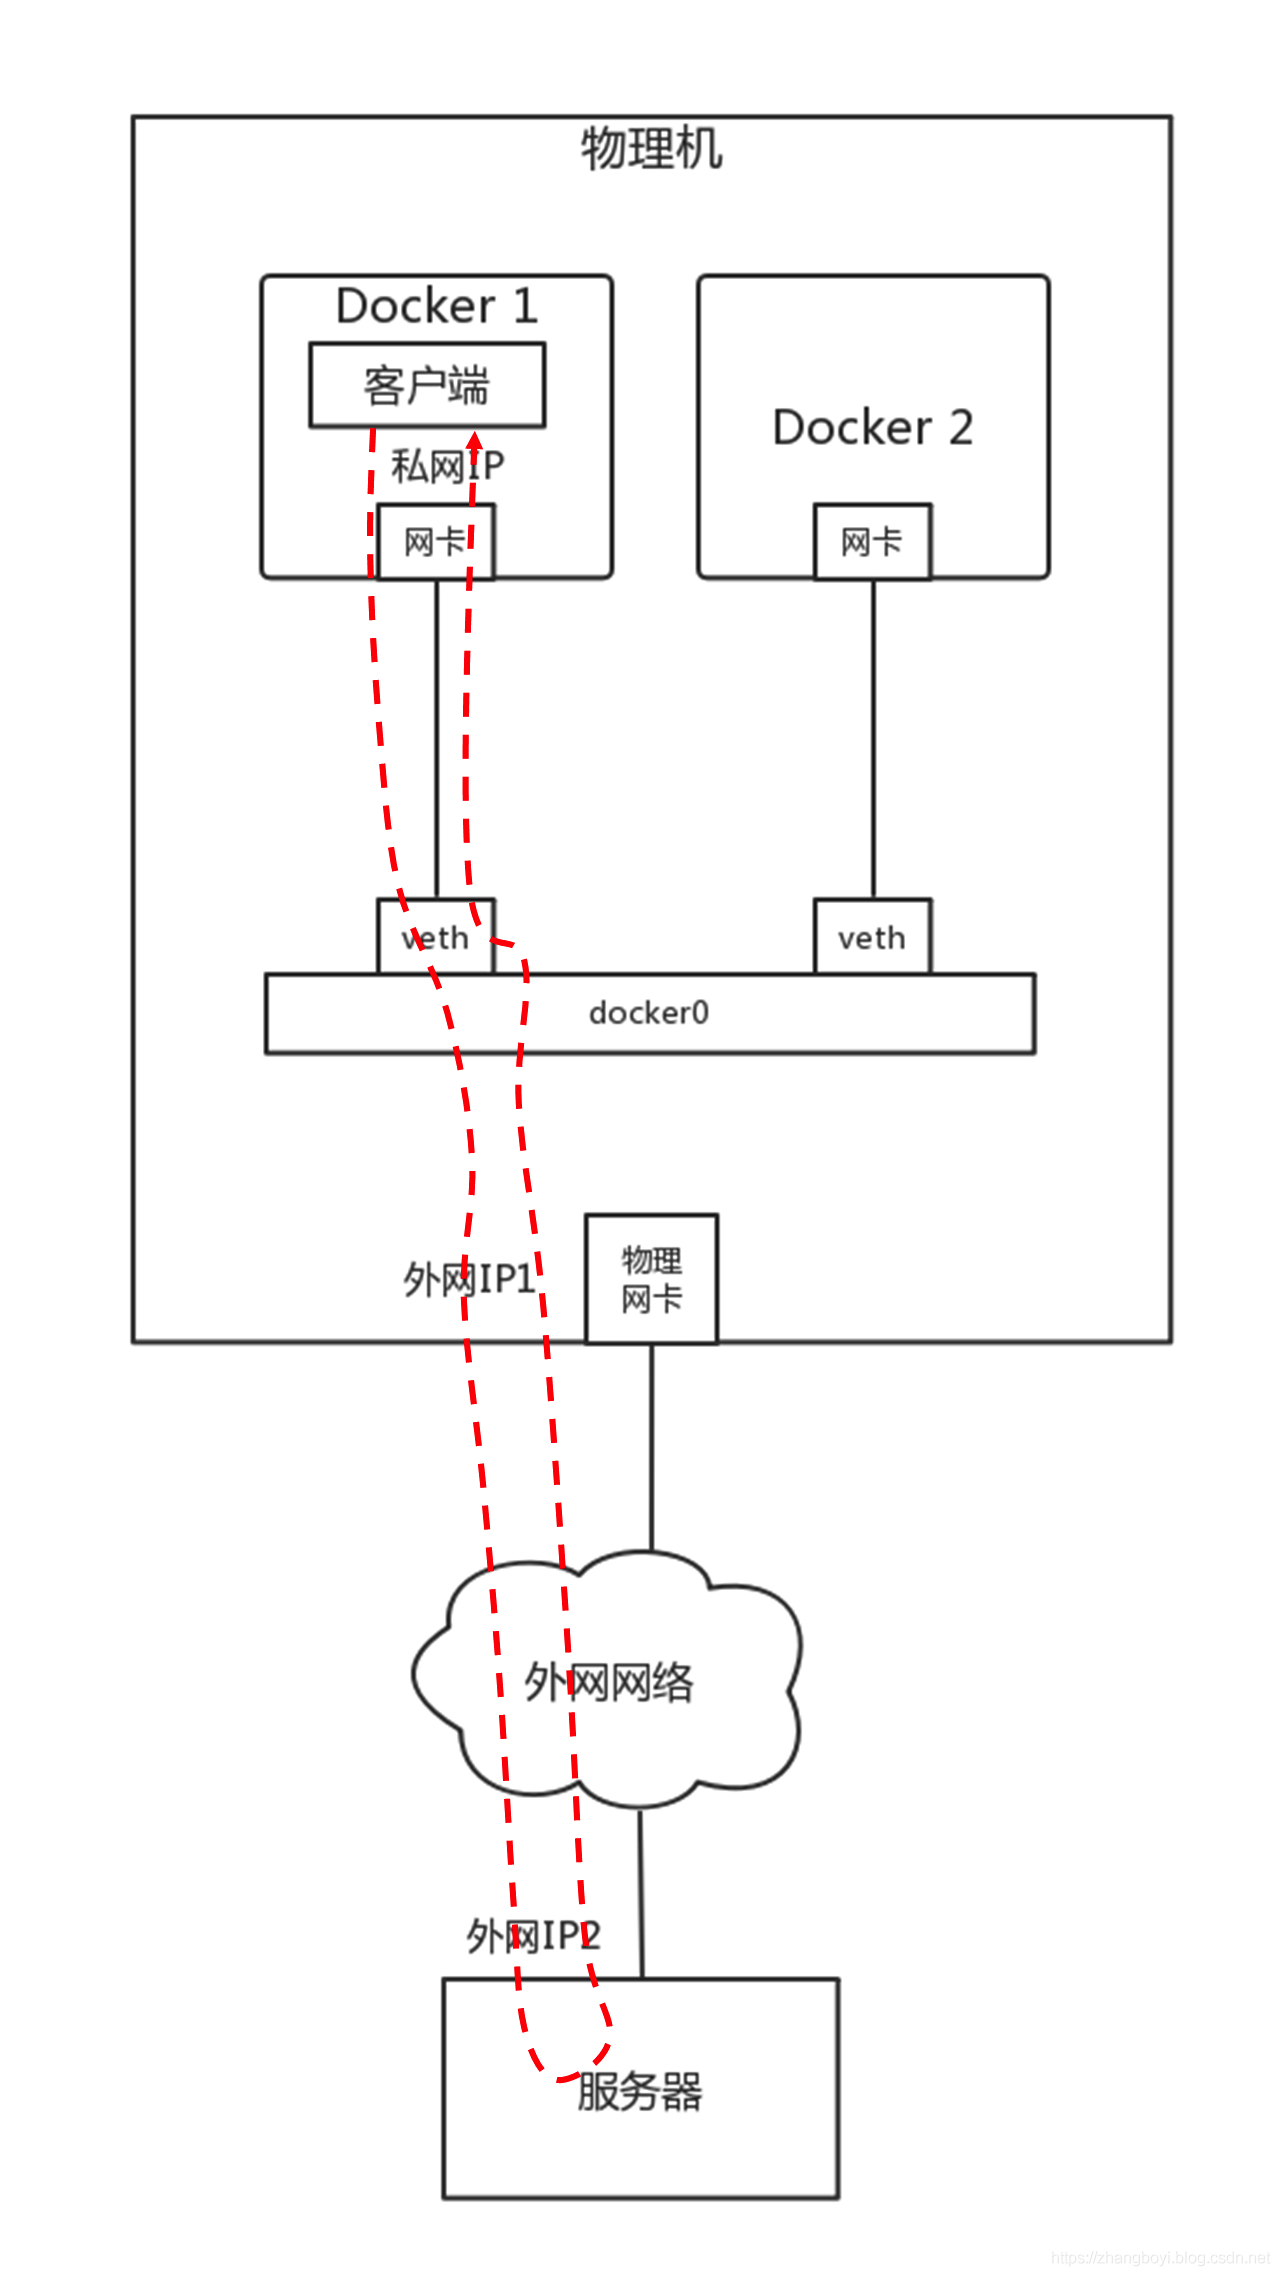 物理机
Docker 1
客户端
私网IP
网卡
Docker 2
网卡
veth
veth
docker0
外网IP1
物理
网卡
外网网络
外网IP2
服务器
https://zhangboyi.blog.csdn.net